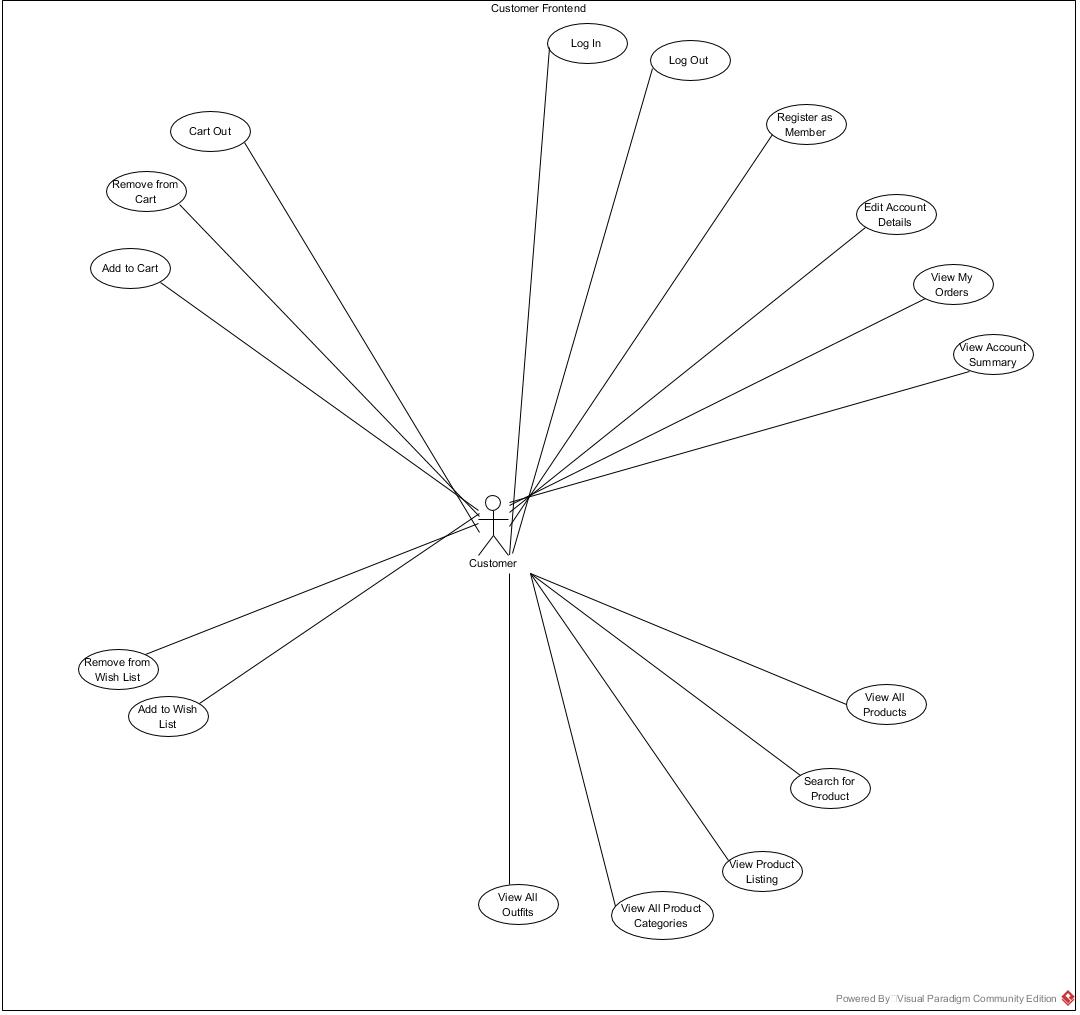 Customer Frontend
Log In
Log Out
Cart Out
Register as
Member
Remove from
Cart
Edit Account
Details
Add to Cart
View My
Orders
View Account
Summary
Customer
Remove from
Wish List
Add to Wish
List
View All
Products
Search for
Product
View Product
Listing
View All
Outfits
View All Product
Categories
Powered By Visual Paradigm Community Edition